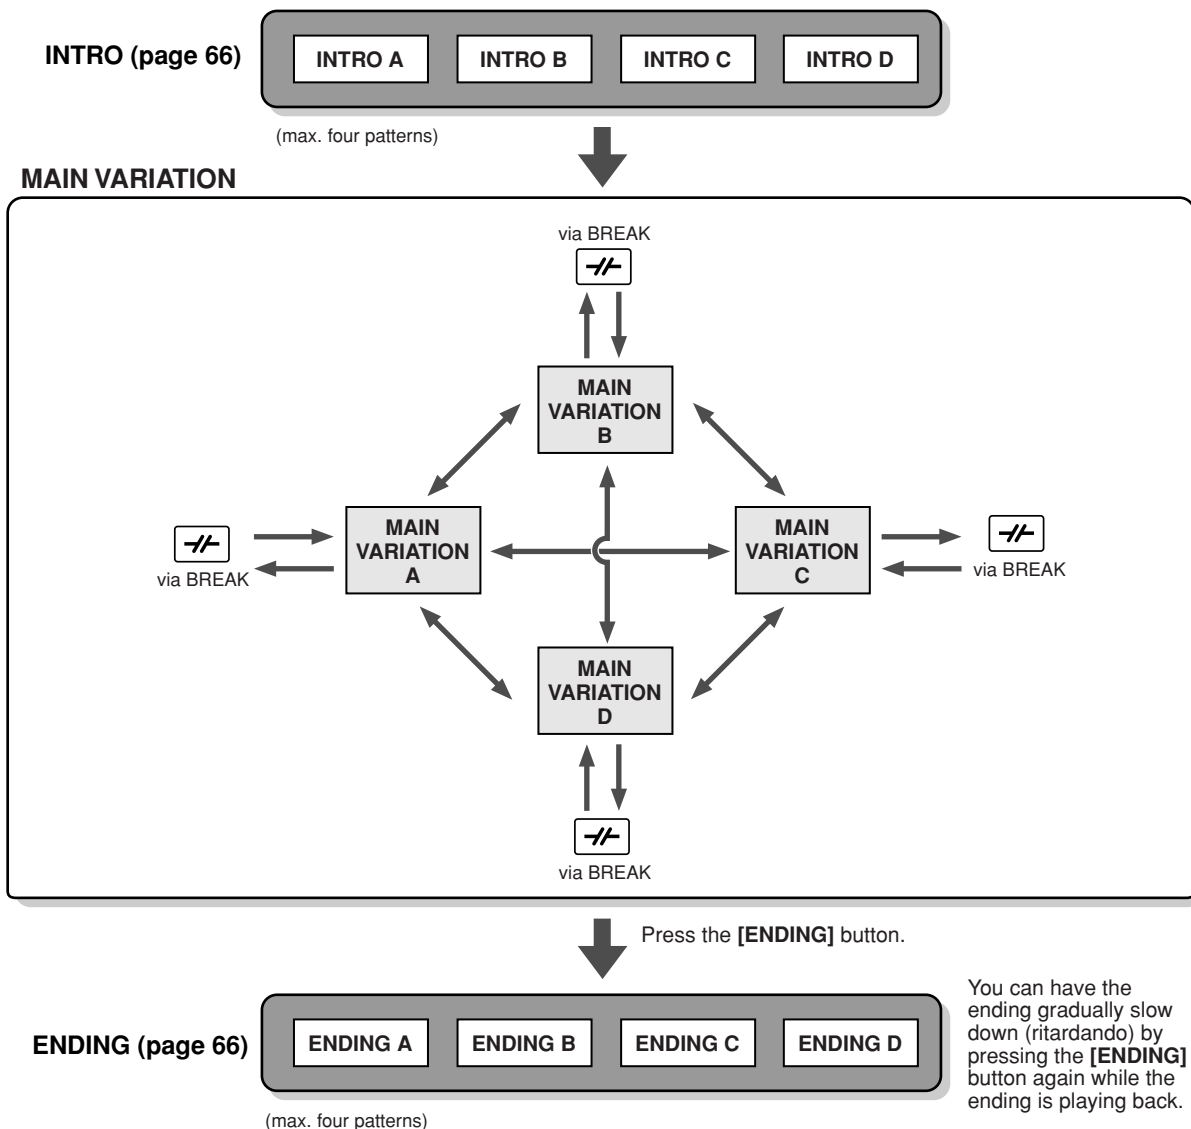 INTRO (page 66)
INTRO A
INTRO B
INTRO C
INTRO D
(max. four patterns)
MAIN VARIATION
via BREAK
MAIN
VARIATION
B
via BREAK
MAIN
VARIATION
A
MAIN
VARIATION
C
via BREAK
MAIN
VARIATION
D
via BREAK
Press the [ENDING] button.
ENDING (page 66)
ENDING A
ENDING B
ENDING C
ENDING D
You can have the
ending gradually slow
down (ritardando) by
pressing the [ENDING]
button again while the
ending is playing back.
(max. four patterns)